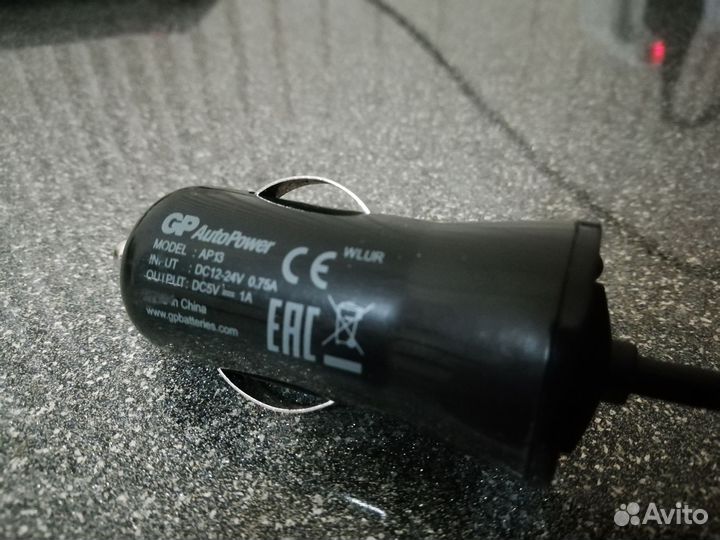 GP AutoPower
MODEL : AP13
INPUT : DC12-24V 0.75A
OUTPUT: DC5V 1A
Made in China
www.gpbatteries.com
CE
WLUR
EAC
Avito